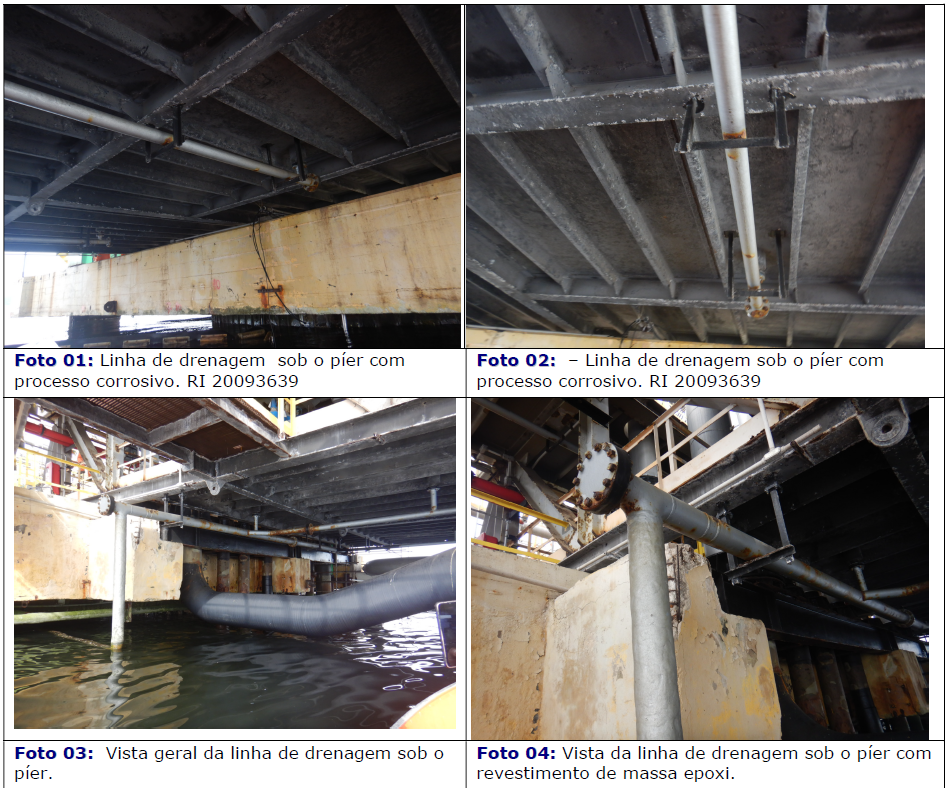 Foto 01: Linha de drenagem  sob o píer com
processo corrosivo. RI 20093639
Foto 02:  – Linha de drenagem sob o píer com
processo corrosivo. RI 20093639
Foto 03:  Vista geral da linha de drenagem sob o
píer.
Foto 04: Vista da linha de drenagem sob o píer com
revestimento de massa epoxi.